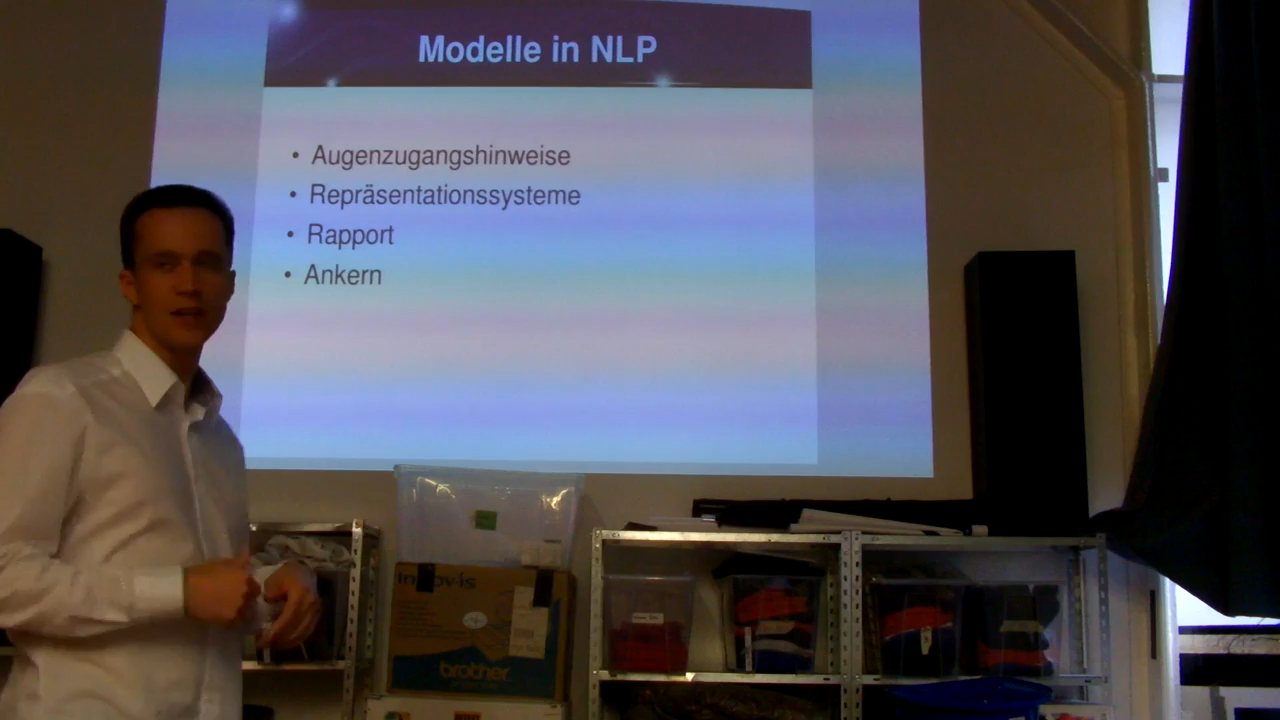 Modelle in NLP
• Augenzugangshinweise
• Repräsentationssysteme
• Rapport
• Ankern
brother